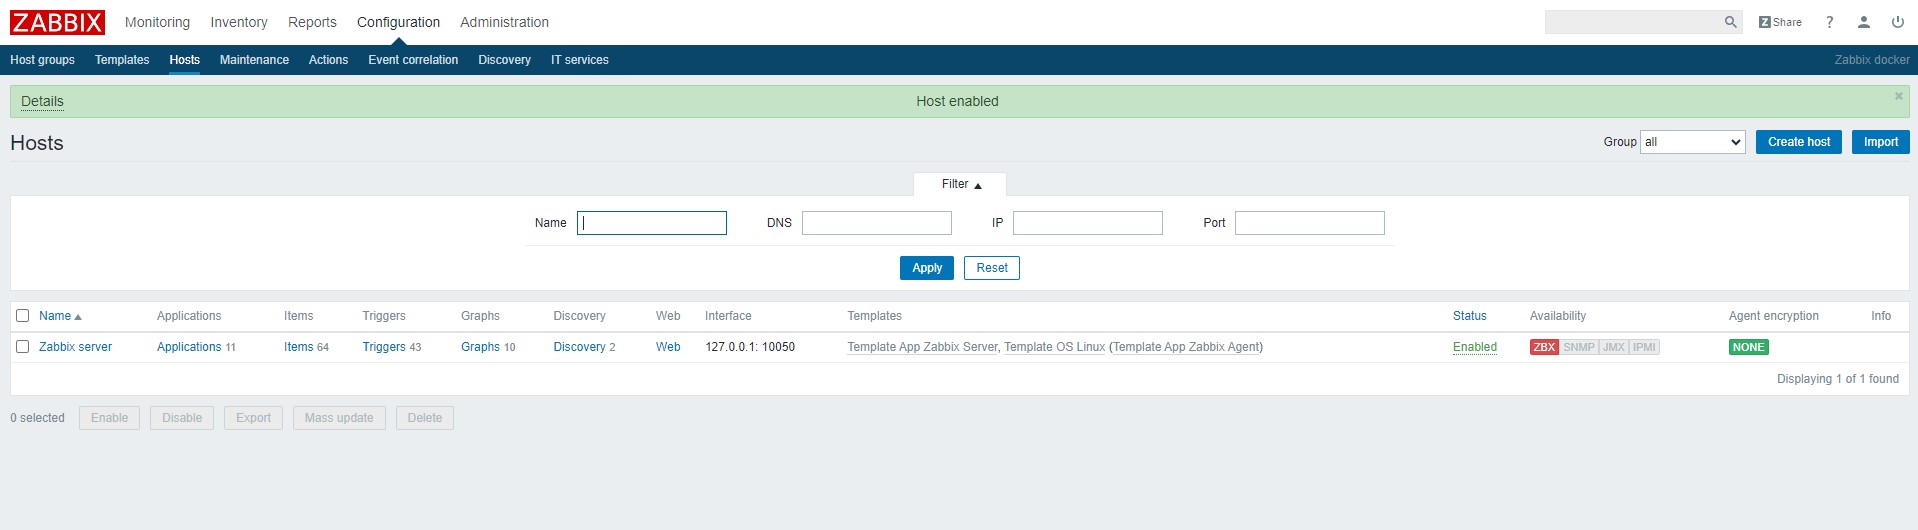 ZABBIX Monitoring Inventory Reports Configuration Administration Z Share ?
Host groups Templates Hosts Maintenance Actions Event correlation Discovery IT services Zabbix docker
Details Host enabled ×
Hosts Group all Create host Import
Filter ▲
Name DNS IP Port
Apply Reset
Name ▲ Applications Items Triggers Graphs Discovery Web Interface Templates Status Availability Agent encryption Info
Zabbix server Applications 11 Items 64 Triggers 43 Graphs 10 Discovery 2 Web 127.0.0.1: 10050 Template App Zabbix Server, Template OS Linux (Template App Zabbix Agent) Enabled ZBX SNMP JMX IPMI NONE
Displaying 1 of 1 found
0 selected Enable Disable Export Mass update Delete